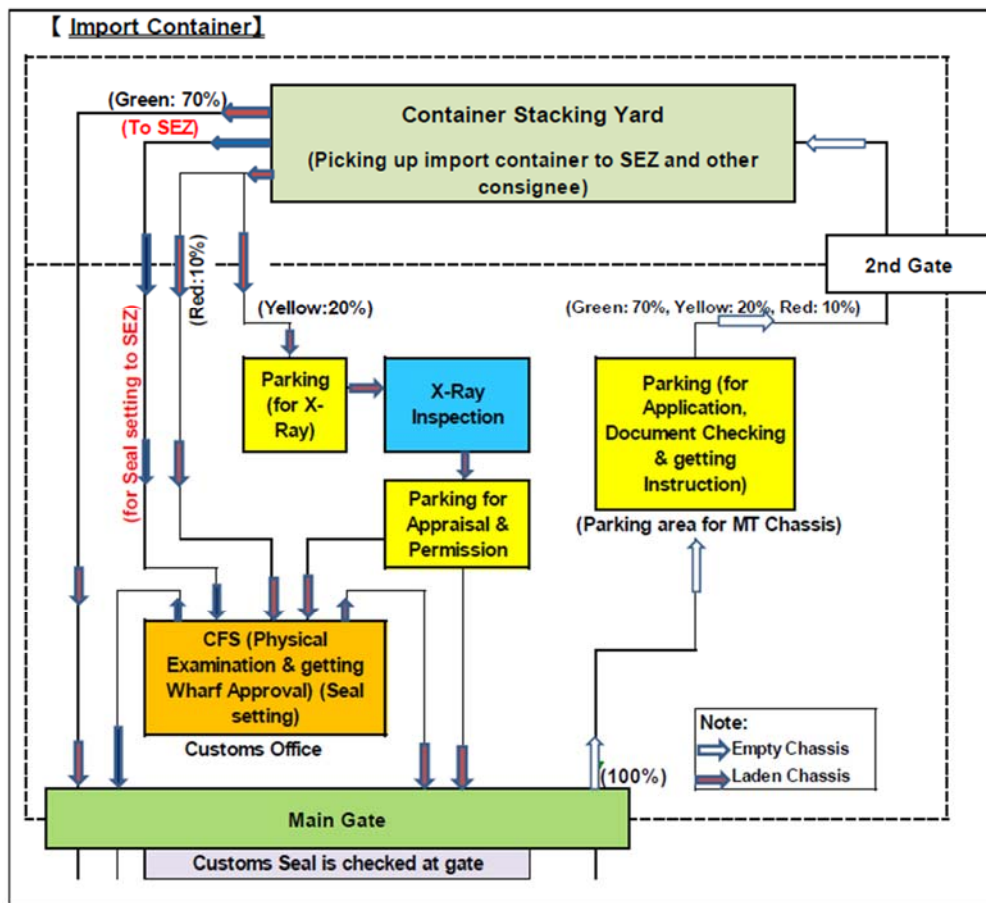 【 Import Container】
(Green: 70%)
(To SEZ)
Container Stacking Yard
(Picking up import container to SEZ and other
consignee)
2nd Gate
(Red:10%)
(for Seal setting to SEZ)
(Yellow:20%)
(Green: 70%, Yellow: 20%, Red: 10%)
Parking
(for X-
Ray)
X-Ray
Inspection
Parking (for
Application,
Document Checking
& getting
Instruction)
Parking for
Appraisal &
Permission
(Parking area for MT Chassis)
CFS (Physical
Examination & getting
Wharf Approval) (Seal
setting)
Customs Office
Note:
Empty Chassis
Laden Chassis
(100%)
Main Gate
Customs Seal is checked at gate